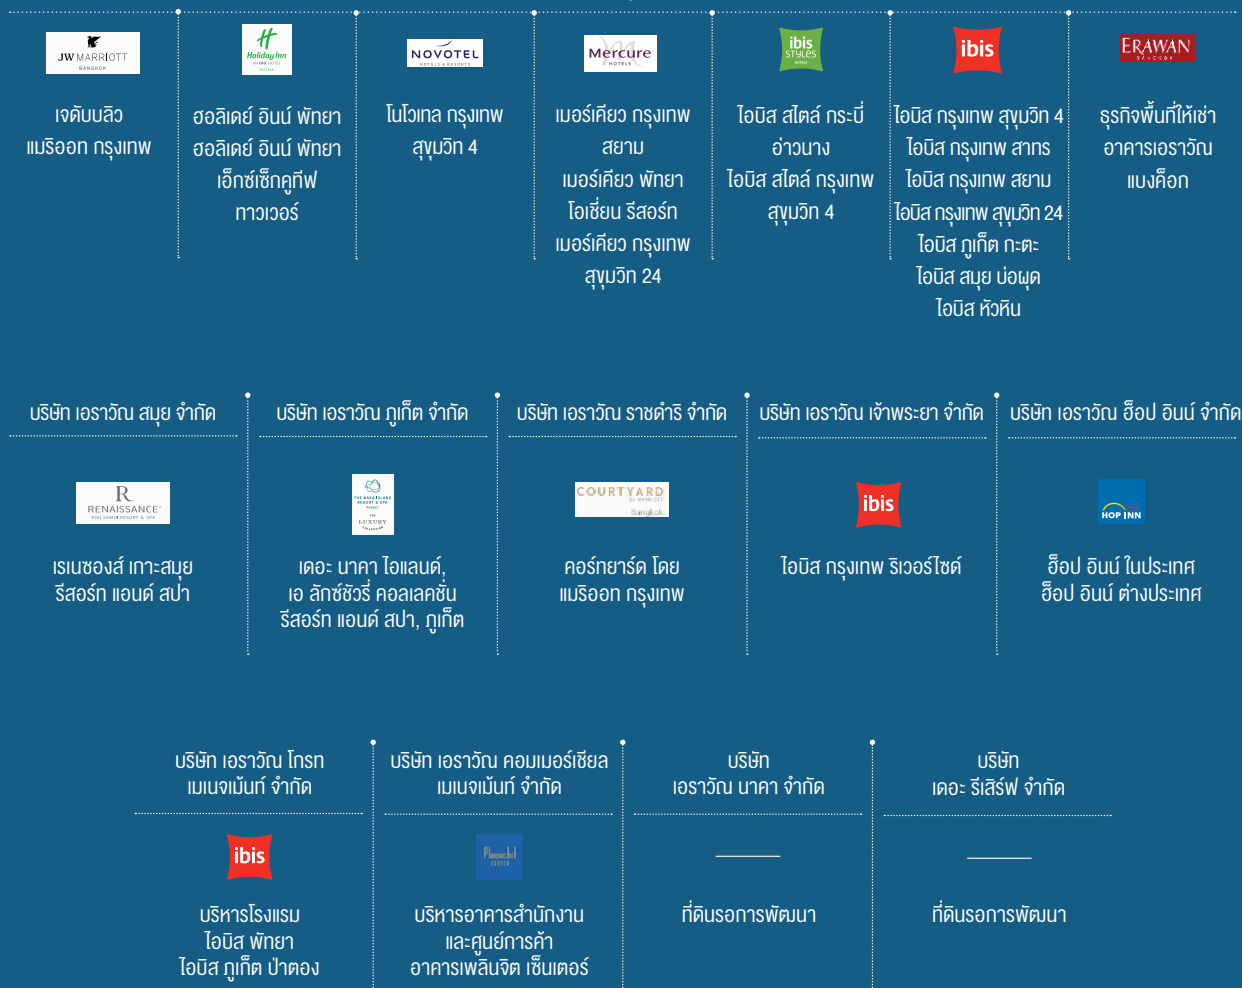 JW MARRIOTT
BANGKOK
เจดับบลิว
แมริออท กรุงเทพ
Holiday Inn
AN IHG HOTEL
PATTAYA
ฮอลิเดย์ อินน์ พัทยา
ฮอลิเดย์ อินน์ พัทยา
เอ็กซ์เซ็กคูทีฟ
ทาวเวอร์
NOVOTEL
HOTELS & RESORTS
โนโวเทล กรุงเทพ
สุขุมวิท 4
Mercure
HOTELS
เมอร์เคียว กรุงเทพ
สยาม
เมอร์เคียว พัทยา
โอเชี่ยน รีสอร์ท
เมอร์เคียว กรุงเทพ
สุขุมวิท 24
ibis
STYLES
HOTELS
ไอบิส สไตล์ กระบี่
อ่าวนาง
ไอบิส สไตล์ กรุงเทพ
สุขุมวิท 4
ibis
ไอบิส กรุงเทพ สุขุมวิท 4
ไอบิส กรุงเทพ สาทร
ไอบิส กรุงเทพ สยาม
ไอบิส กรุงเทพ สุขุมวิท 24
ไอบิส ภูเก็ต กะตะ
ไอบิส สมุย บ่อผุด
ไอบิส หัวหิน
ERAWAN
BANGKOK
ธุรกิจพื้นที่ให้เช่า
อาคารเอราวัณ
แบงค็อก
บริษัท เอราวัณ สมุย จำกัด
R
RENAISSANCE
KOH SAMUI RESORT & SPA
เรเนซองส์ เกาะสมุย
รีสอร์ท แอนด์ สปา
บริษัท เอราวัณ ภูเก็ต จำกัด
THE NAKA ISLAND
RESORT & SPA
PHUKET
THE
LUXURY
COLLECTION
เดอะ นาคา ไอแลนด์,
เอ ลักซ์ชัวรี่ คอลเลคชั่น
รีสอร์ท แอนด์ สปา, ภูเก็ต
บริษัท เอราวัณ ราชดำริ จำกัด
COURTYARD
BY MARRIOTT
Bangkok
คอร์ทยาร์ด โดย
แมริออท กรุงเทพ
บริษัท เอราวัณ เจ้าพระยา จำกัด
ibis
ไอบิส กรุงเทพ ริเวอร์ไซด์
บริษัท เอราวัณ ฮ็อป อินน์ จำกัด
HOP INN
ฮ็อป อินน์ ในประเทศ
ฮ็อป อินน์ ต่างประเทศ
บริษัท เอราวัณ โกรท
เมเนจเม้นท์ จำกัด
ibis
บริหารโรงแรม
ไอบิส พัทยา
ไอบิส ภูเก็ต ป่าตอง
บริษัท เอราวัณ คอมเมอร์เชียล
เมเนจเม้นท์ จำกัด
Ploenchit
CENTER
บริหารอาคารสำนักงาน
และศูนย์การค้า
อาคารเพลินจิต เซ็นเตอร์
บริษัท
เอราวัณ นาคา จำกัด
ที่ดินรอการพัฒนา
บริษัท
เดอะ รีเสิร์ฟ จำกัด
ที่ดินรอการพัฒนา